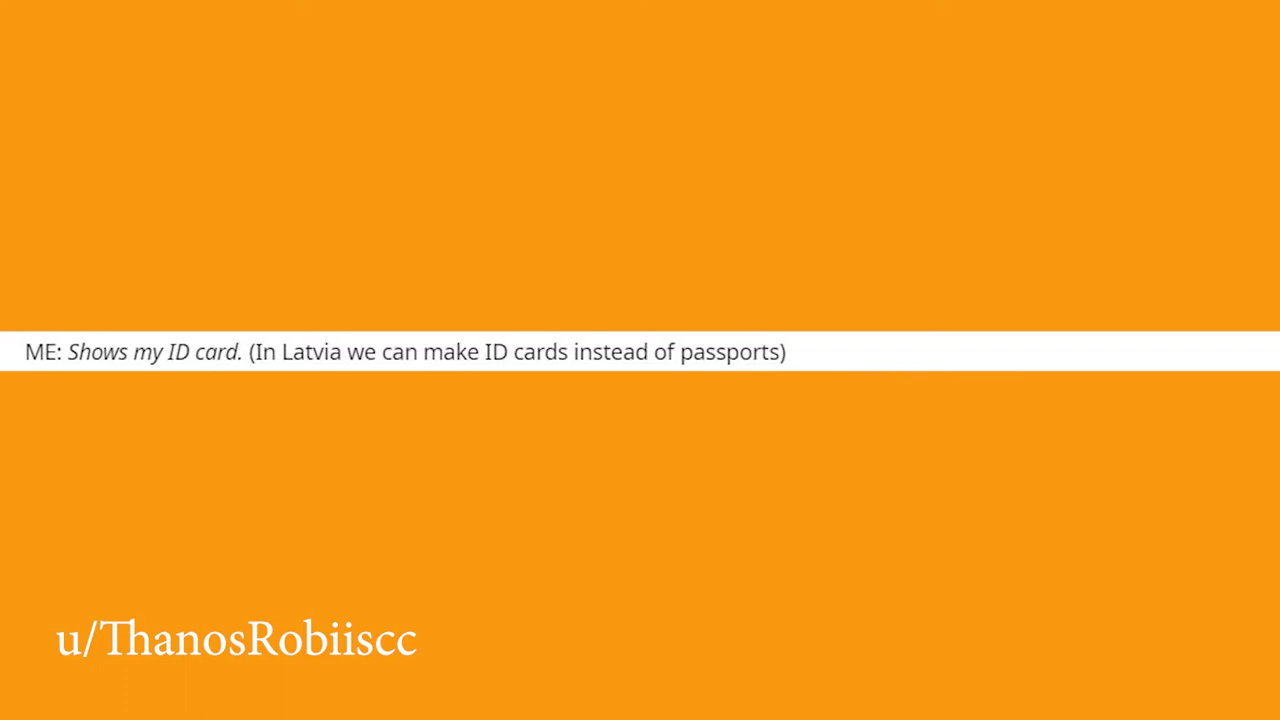 ME: Shows my ID card. (In Latvia we can make ID cards instead of passports)
u/ThanosRobiiscc